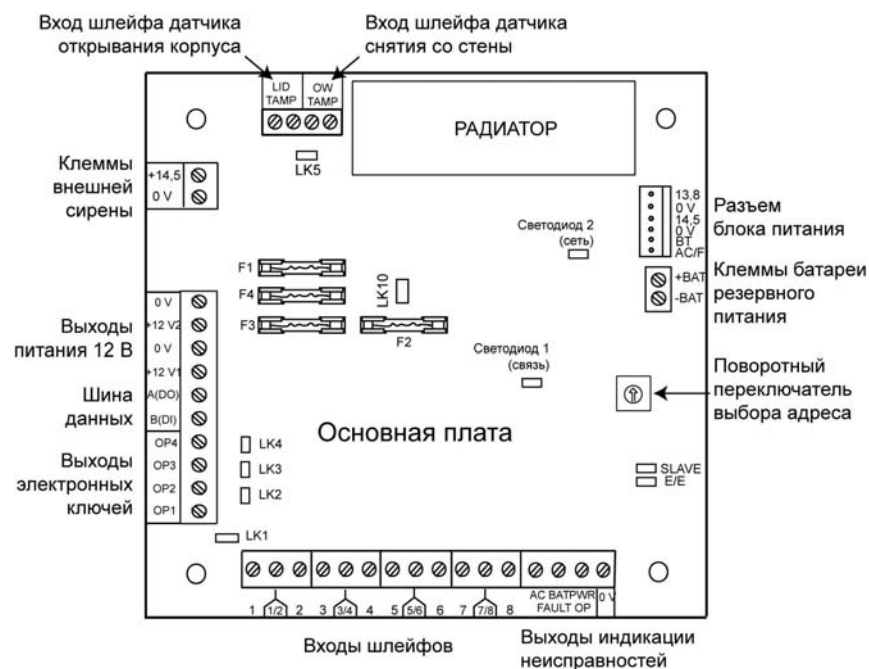 Вход шлейфа датчика
открывания корпуса
Вход шлейфа датчика
снятия со стены
LID
TAMP
OW
TAMP
РАДИАТОР
LK5
Клеммы
внешней
сирены
+14,5
0 V
13,8
0 V
14,5
0 V
BT
AC/F
Разъем
блока питания
Светодиод 2
(сеть)
+BAT
-BAT
Клеммы батареи
резервного
питания
F1
F4
F3
LK10
F2
Выходы
питания 12 В
0 V
+12 V2
0 V
+12 V1
Светодиод 1
(связь)
Поворотный
переключатель
выбора адреса
Шина
данных
A(DO)
B(DI)
Основная плата
Выходы
электронных
ключей
OP4
OP3
OP2
OP1
LK4
LK3
LK2
LK1
SLAVE
E/E
1 1/2 2 3 3/4 4 5 5/6 6 7 7/8 8
AC BATPWR
FAULT OP
0 V
Входы шлейфов
Выходы индикации
неисправностей